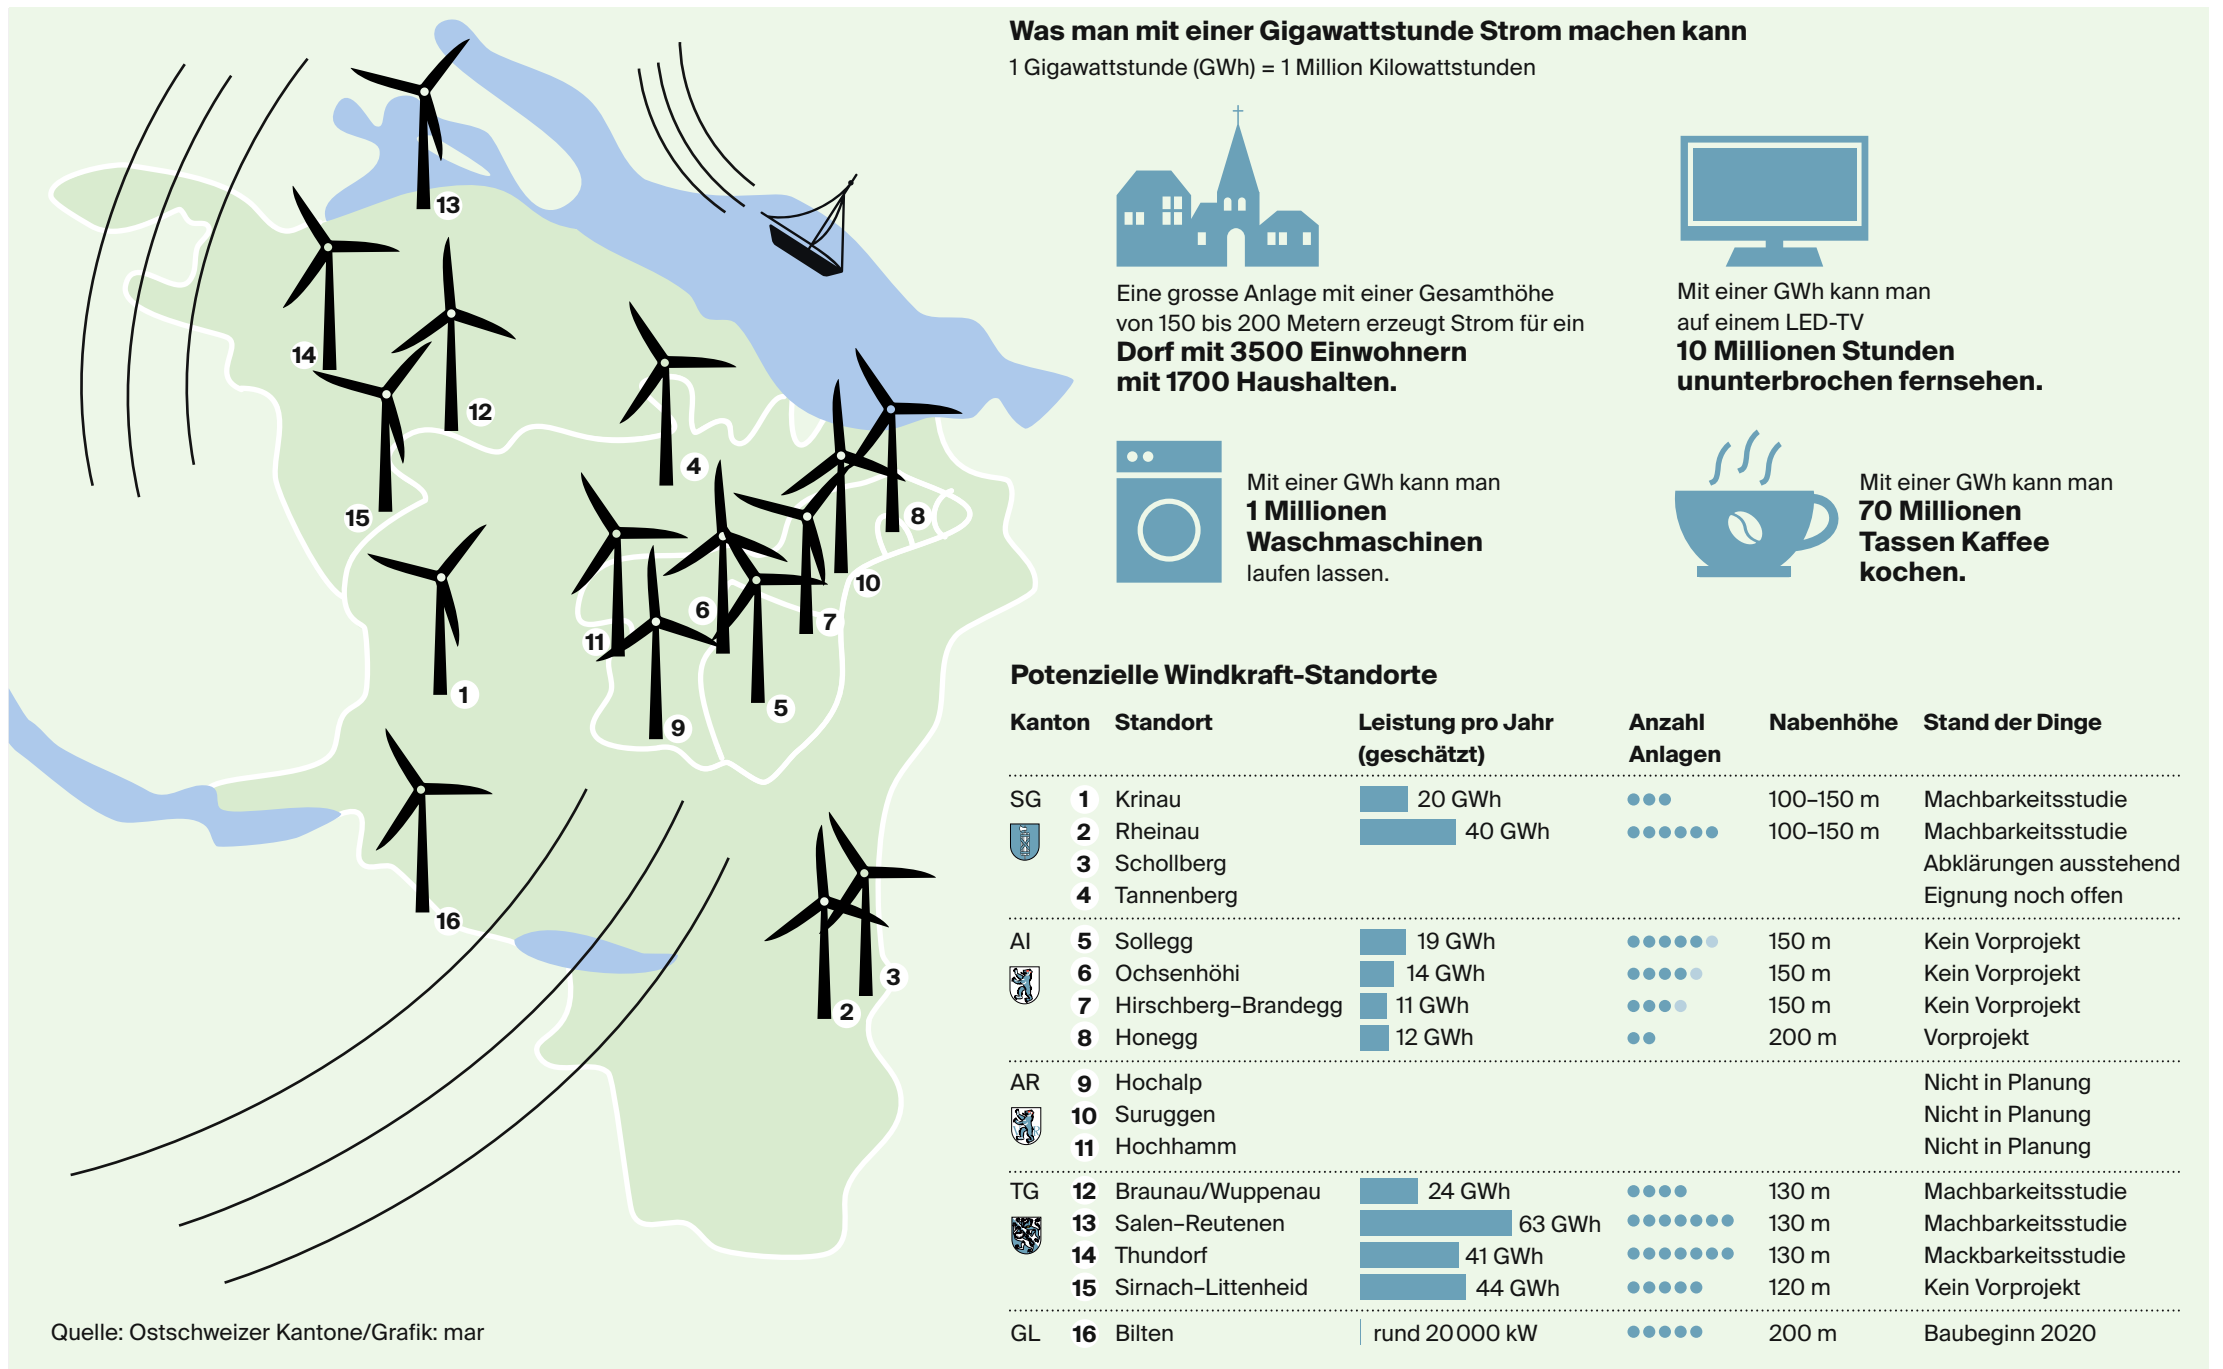 Was man mit einer Gigawattstunde Strom machen kann
1 Gigawattstunde (GWh) = 1 Million Kilowattstunden
Eine grosse Anlage mit einer Gesamthöhe
von 150 bis 200 Metern erzeugt Strom für ein
Dorf mit 3500 Einwohnern
mit 1700 Haushalten.
Mit einer GWh kann man
auf einem LED-TV
10 Millionen Stunden
ununterbrochen fernsehen.
Mit einer GWh kann man
1 Millionen
Waschmaschinen
laufen lassen.
Mit einer GWh kann man
70 Millionen
Tassen Kaffee
kochen.
13
14
12
15
4
8
10
7
6
11
5
9
1
16
3
2
Potenzielle Windkraft-Standorte
Kanton Standort Leistung pro Jahr (geschätzt) Anzahl Anlagen Nabenhöhe Stand der Dinge
SG 1 Krinau 20 GWh 100–150 m Machbarkeitsstudie
2 Rheinau 40 GWh 100–150 m Machbarkeitsstudie
3 Schollberg Abklärungen ausstehend
4 Tannenberg Eignung noch offen
AI 5 Sollegg 19 GWh 150 m Kein Vorprojekt
6 Ochsenhöhi 14 GWh 150 m Kein Vorprojekt
7 Hirschberg–Brandegg 11 GWh 150 m Kein Vorprojekt
8 Honegg 12 GWh 200 m Vorprojekt
AR 9 Hochalp Nicht in Planung
10 Suruggen Nicht in Planung
11 Hochhamm Nicht in Planung
TG 12 Braunau/Wuppenau 24 GWh 130 m Machbarkeitsstudie
13 Salen–Reutenen 63 GWh 130 m Machbarkeitsstudie
14 Thundorf 41 GWh 130 m Mackbarkeitsstudie
15 Sirnach–Littenheid 44 GWh 120 m Kein Vorprojekt
GL 16 Bilten rund 20 000 kW 200 m Baubeginn 2020
Quelle: Ostschweizer Kantone/Grafik: mar